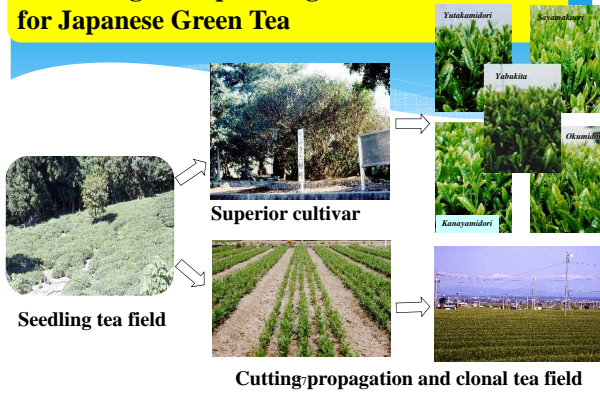 for Japanese Green Tea
Yutakamidori
Sayamakaori
Yabukita
Kanayamidori
Superior cultivar
Seedling tea field
Cutting propagation and clonal tea field
7